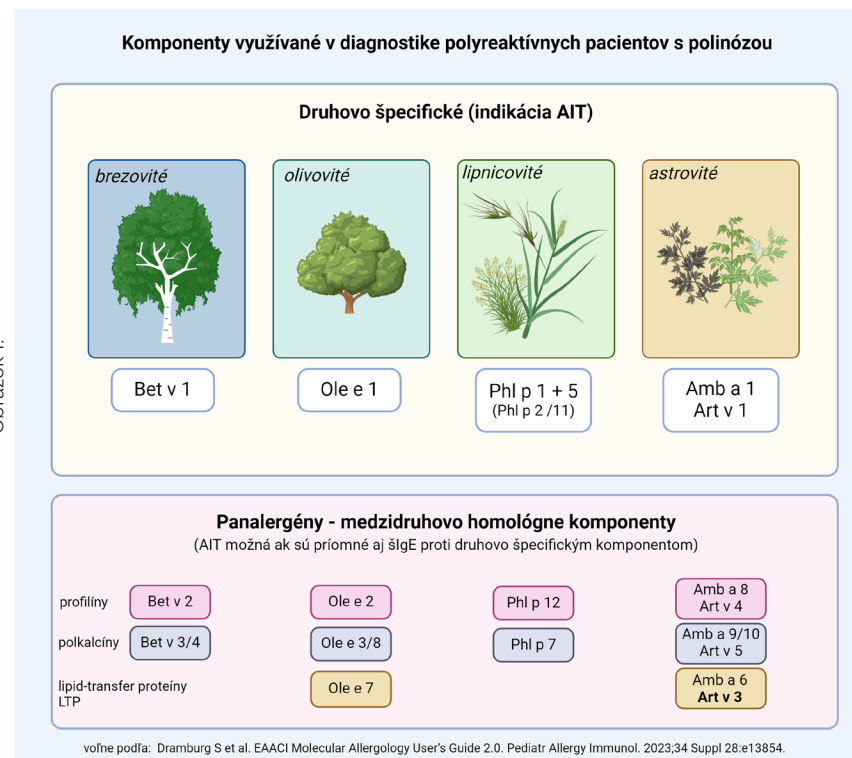 Komponenty využívané v diagnostike polyreaktívnych pacientov s polinózou
Druhovo špecifické (indikácia AIT)
brezovité
olivovité
lipnicovité
astrovité
Bet v 1
Ole e 1
Phl p 1 + 5
(Phl p 2 /11)
Amb a 1
Art v 1
Panalergény - medzidruhovo homológne komponenty
(AIT možná ak sú príomné aj šIgE proti druhovo špecifickým komponentom)
profilíny
Bet v 2
Ole e 2
Phl p 12
Amb a 8
Art v 4
polkalcíny
Bet v 3/4
Ole e 3/8
Phl p 7
Amb a 9/10
Art v 5
lipid-transfer proteíny
LTP
Ole e 7
Amb a 6
Art v 3
voľne podľa: Dramburg S et al. EAACI Molecular Allergology User's Guide 2.0. Pediatr Allergy Immunol. 2023;34 Suppl 28:e13854.